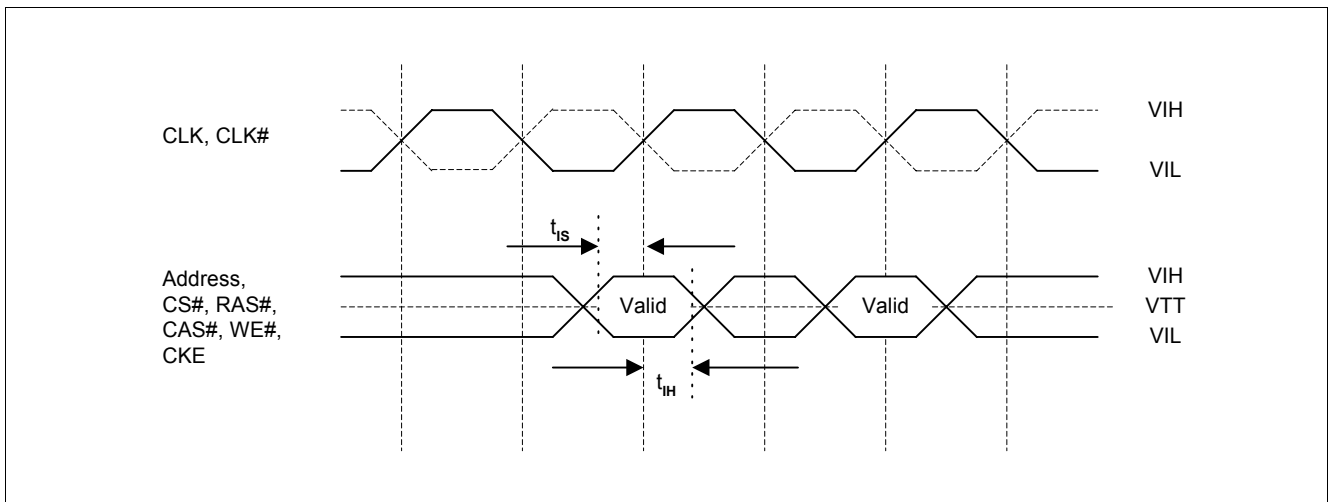 CLK, CLK#
VIH
VIL
tIS
Address,
CS#, RAS#,
CAS#, WE#,
CKE
Valid
Valid
VIH
VTT
VIL
tIH